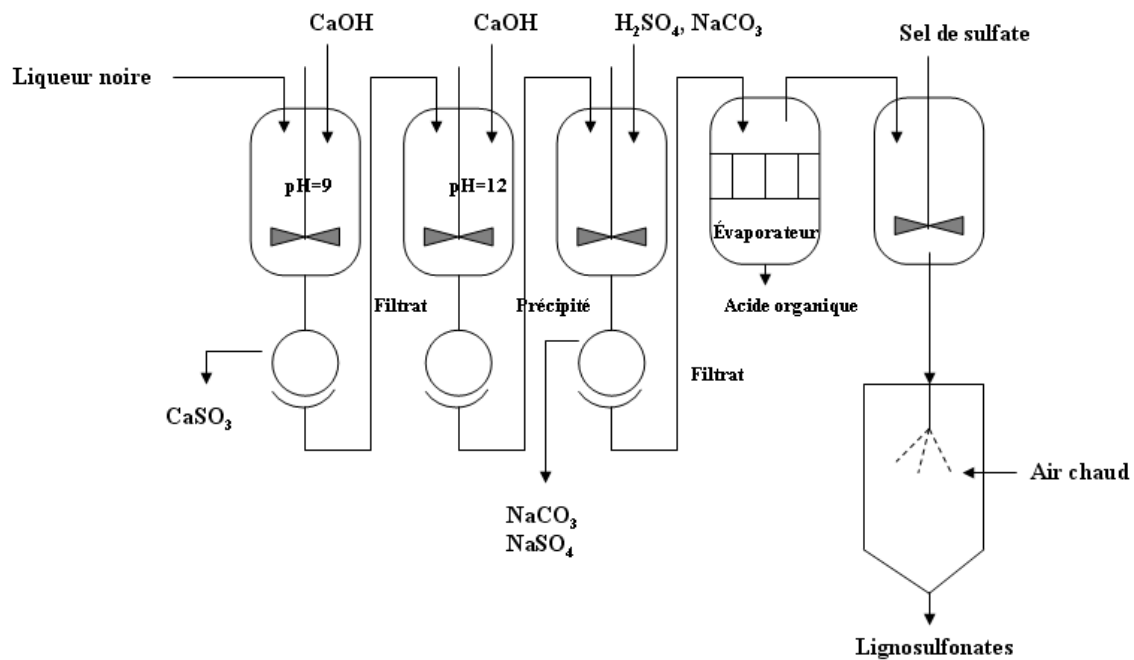 CaOH
CaOH
H₂SO₄, NaCO₃
Sel de sulfate
Liqueur noire
pH=9
pH=12
Évaporateur
Filtrat
Précipité
Acide organique
Filtrat
CaSO₃
Air chaud
NaCO₃
NaSO₄
Lignosulfonates